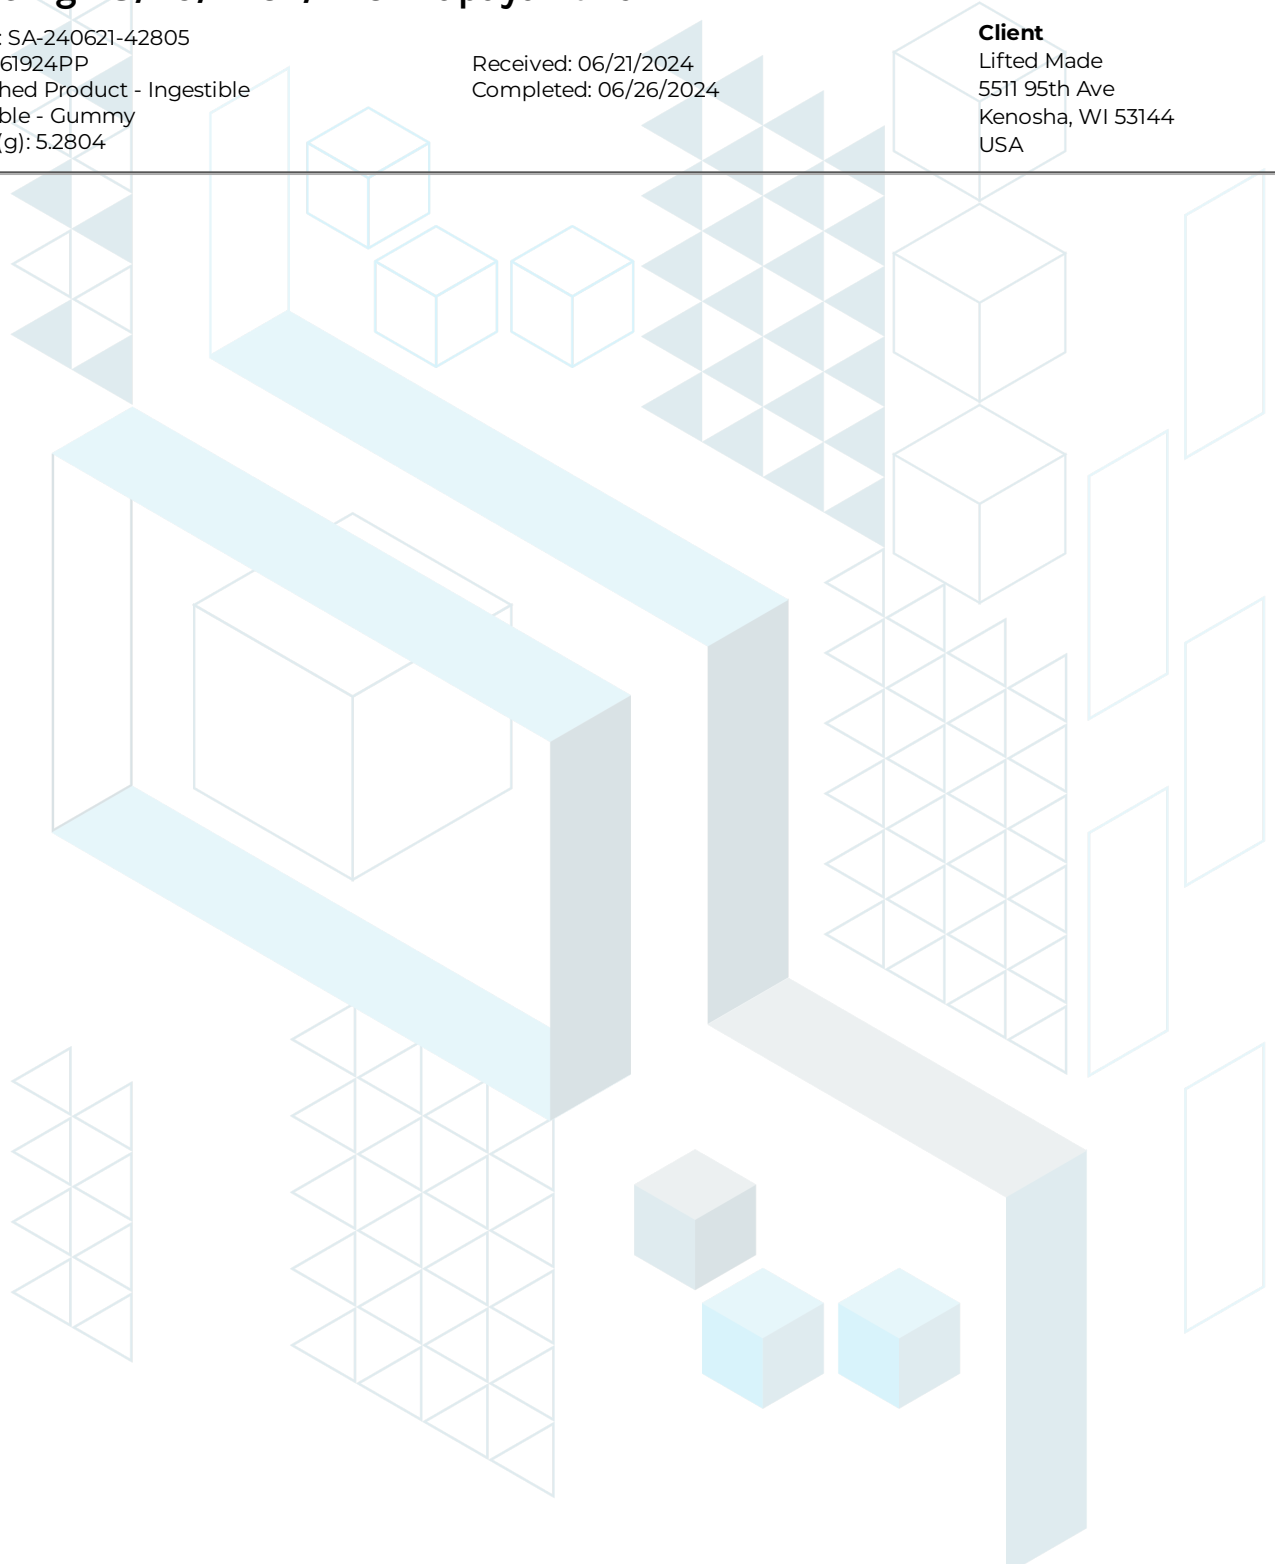 : SA-240621-42805
61924PP
hed Product - Ingestible
ble - Gummy
(g): 5.2804
Received: 06/21/2024
Completed: 06/26/2024
Client
Lifted Made
5511 95th Ave
Kenosha, WI 53144
USA